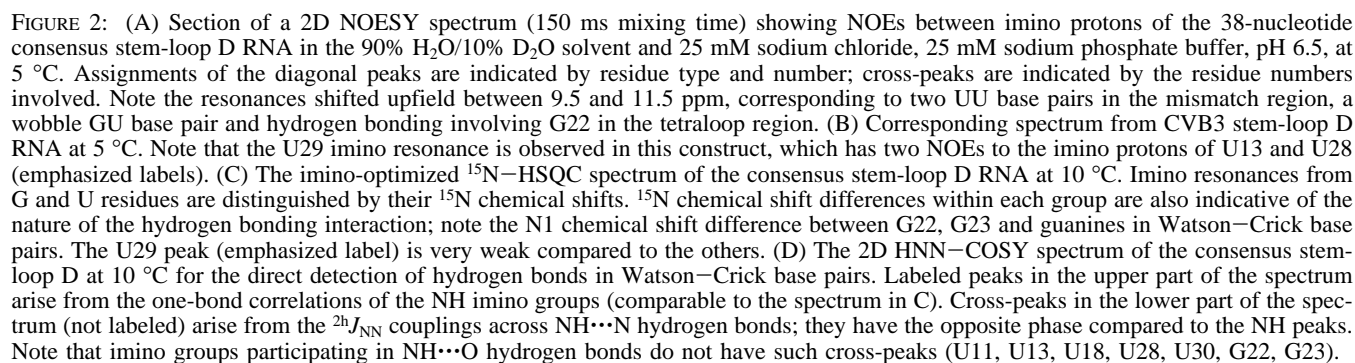 FIGURE 2: (A) Section of a 2D NOESY spectrum (150 ms mixing time) showing NOEs between imino protons of the 38-nucleotide
consensus stem-loop D RNA in the 90% H₂O/10% D₂O solvent and 25 mM sodium chloride, 25 mM sodium phosphate buffer, pH 6.5, at
5 °C. Assignments of the diagonal peaks are indicated by residue type and number; cross-peaks are indicated by the residue numbers
involved. Note the resonances shifted upfield between 9.5 and 11.5 ppm, corresponding to two UU base pairs in the mismatch region, a
wobble GU base pair and hydrogen bonding involving G22 in the tetraloop region. (B) Corresponding spectrum from CVB3 stem-loop D
RNA at 5 °C. Note that the U29 imino resonance is observed in this construct, which has two NOEs to the imino protons of U13 and U28
(emphasized labels). (C) The imino-optimized ¹⁵N−HSQC spectrum of the consensus stem-loop D RNA at 10 °C. Imino resonances from
G and U residues are distinguished by their ¹⁵N chemical shifts. ¹⁵N chemical shift differences within each group are also indicative of the
nature of the hydrogen bonding interaction; note the N1 chemical shift difference between G22, G23 and guanines in Watson−Crick base
pairs. The U29 peak (emphasized label) is very weak compared to the others. (D) The 2D HNN−COSY spectrum of the consensus stem-
loop D at 10 °C for the direct detection of hydrogen bonds in Watson−Crick base pairs. Labeled peaks in the upper part of the spectrum
arise from the one-bond correlations of the NH imino groups (comparable to the spectrum in C). Cross-peaks in the lower part of the spec-
trum (not labeled) arise from the ²ʰJNN couplings across NH···N hydrogen bonds; they have the opposite phase compared to the NH peaks.
Note that imino groups participating in NH···O hydrogen bonds do not have such cross-peaks (U11, U13, U18, U28, U30, G22, G23).